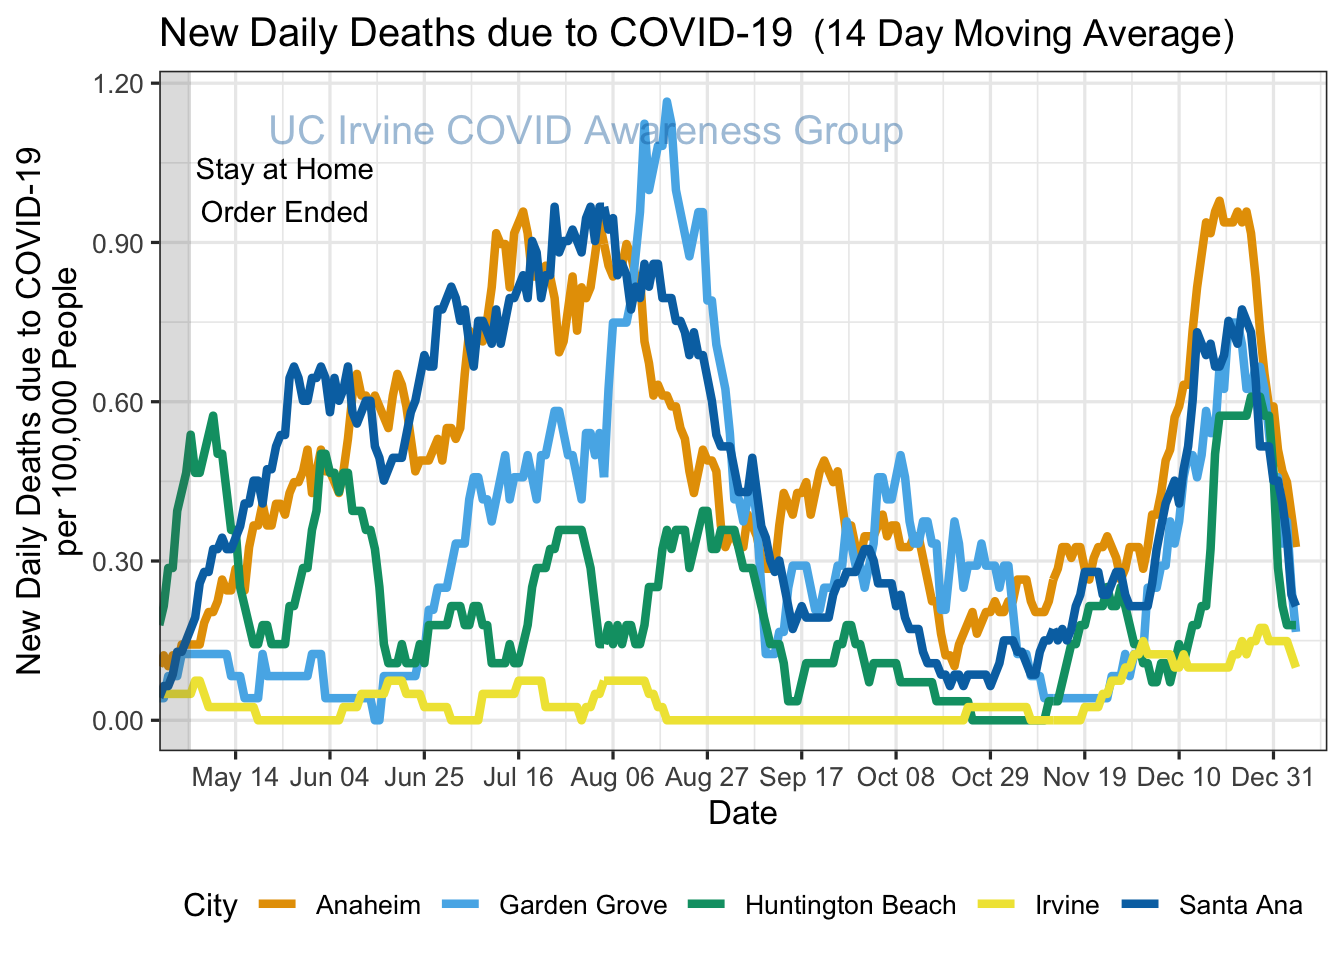 New Daily Deaths due to COVID-19 (14 Day Moving Average)
New Daily Deaths due to COVID-19
per 100,000 People
1.20
0.90
0.60
0.30
0.00
UC Irvine COVID Awareness Group
Stay at Home
Order Ended
May 14 Jun 04 Jun 25 Jul 16 Aug 06 Aug 27 Sep 17 Oct 08 Oct 29 Nov 19 Dec 10 Dec 31
Date
City Anaheim Garden Grove Huntington Beach Irvine Santa Ana